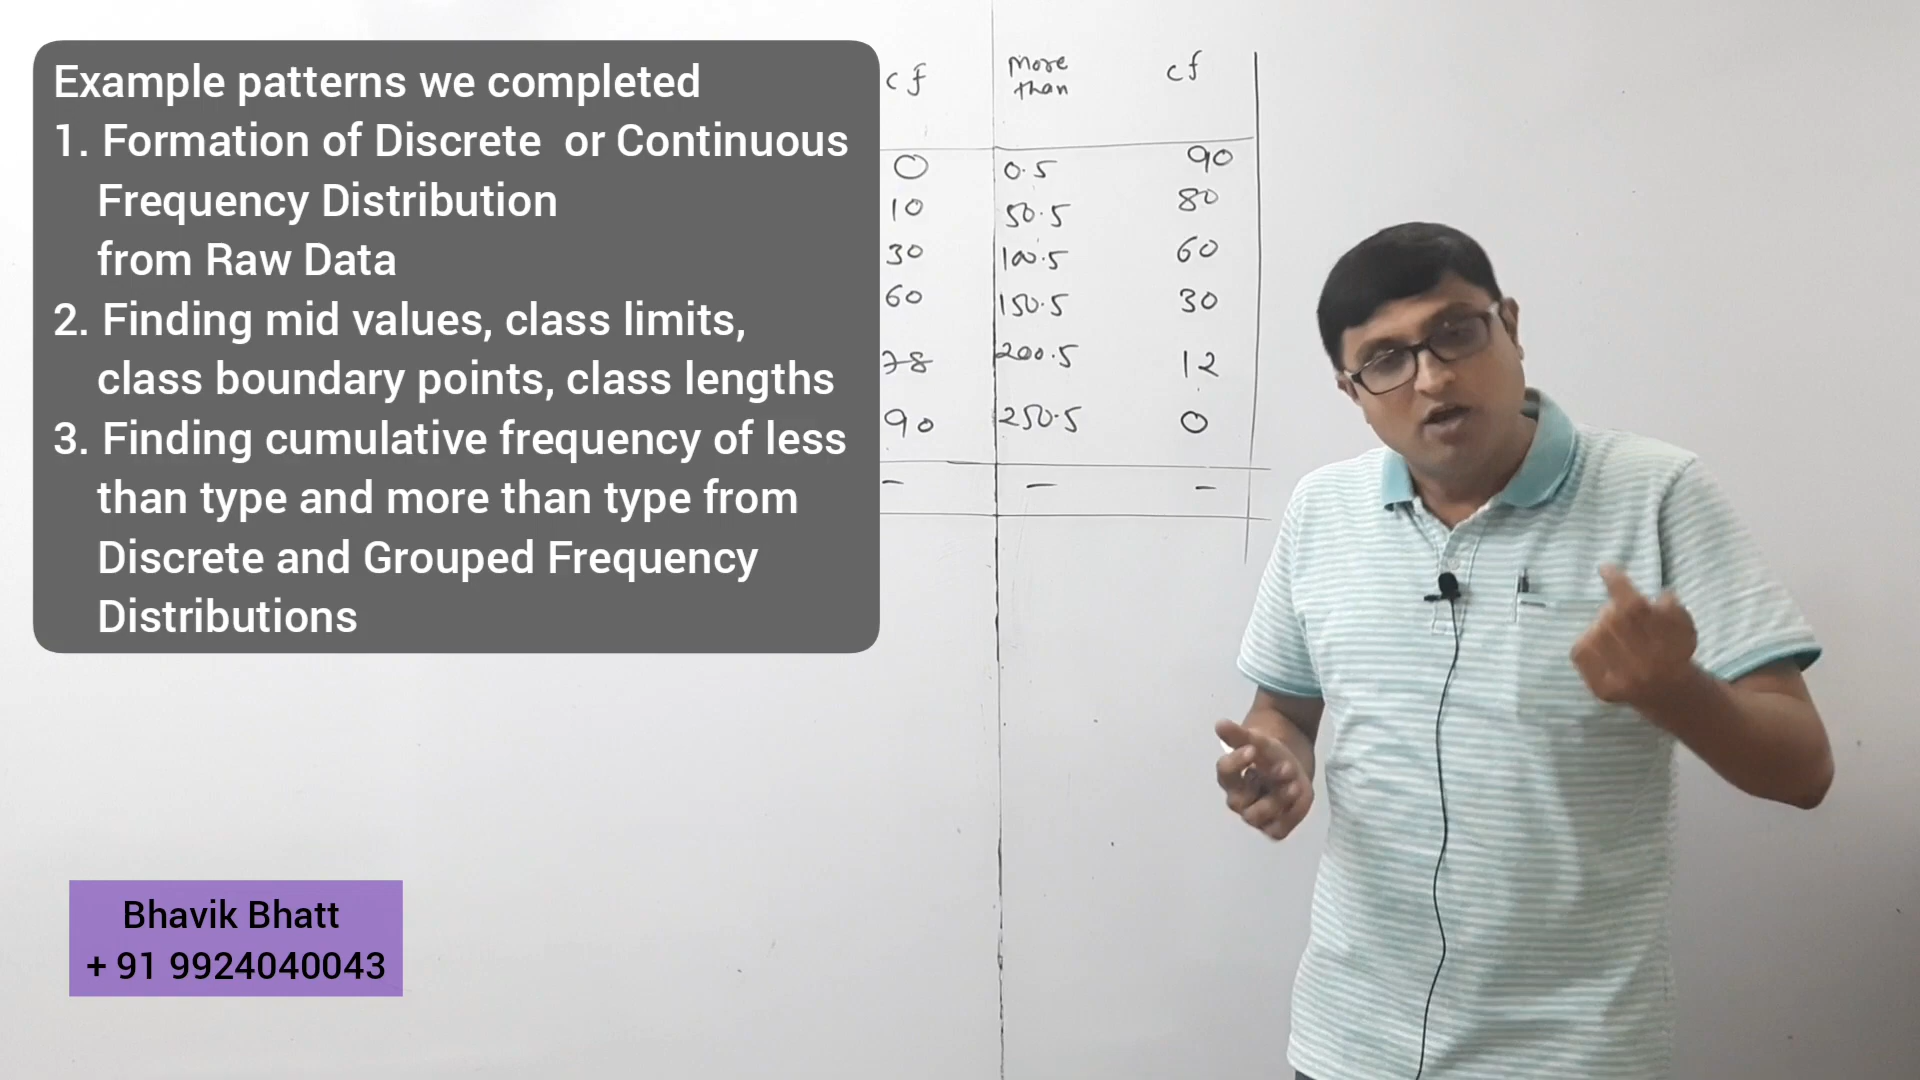 Example patterns we completed
1. Formation of Discrete or Continuous
Frequency Distribution
from Raw Data
2. Finding mid values, class limits,
class boundary points, class lengths
3. Finding cumulative frequency of less
than type and more than type from
Discrete and Grouped Frequency
Distributions
cf More than cf
0 0.5 90
10 50.5 80
30 100.5 60
60 150.5 30
78 200.5 12
90 250.5 0
– – –
Bhavik Bhatt
+ 91 9924040043